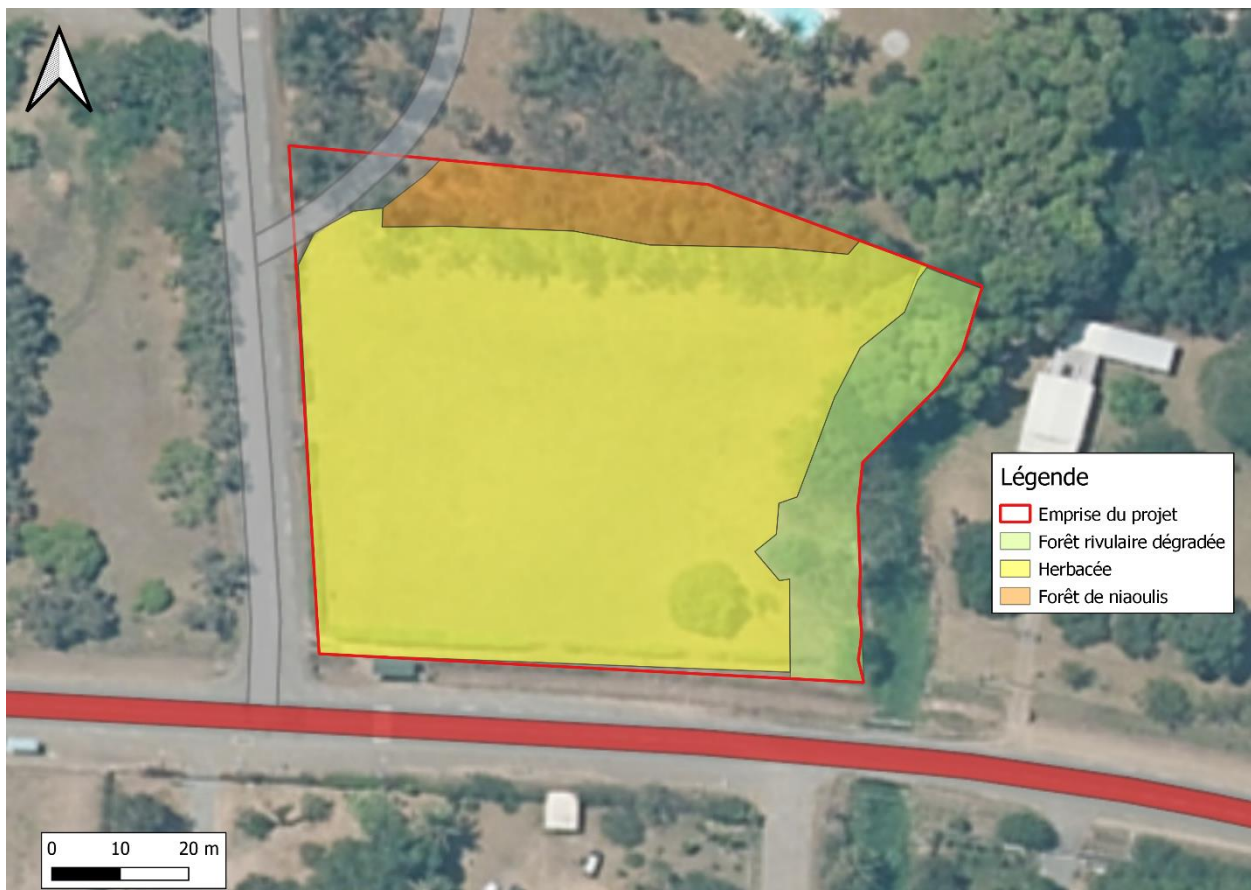 Légende
Emprise du projet
Forêt rivulaire dégradée
Herbacée
Forêt de niaoulis
0 10 20 m